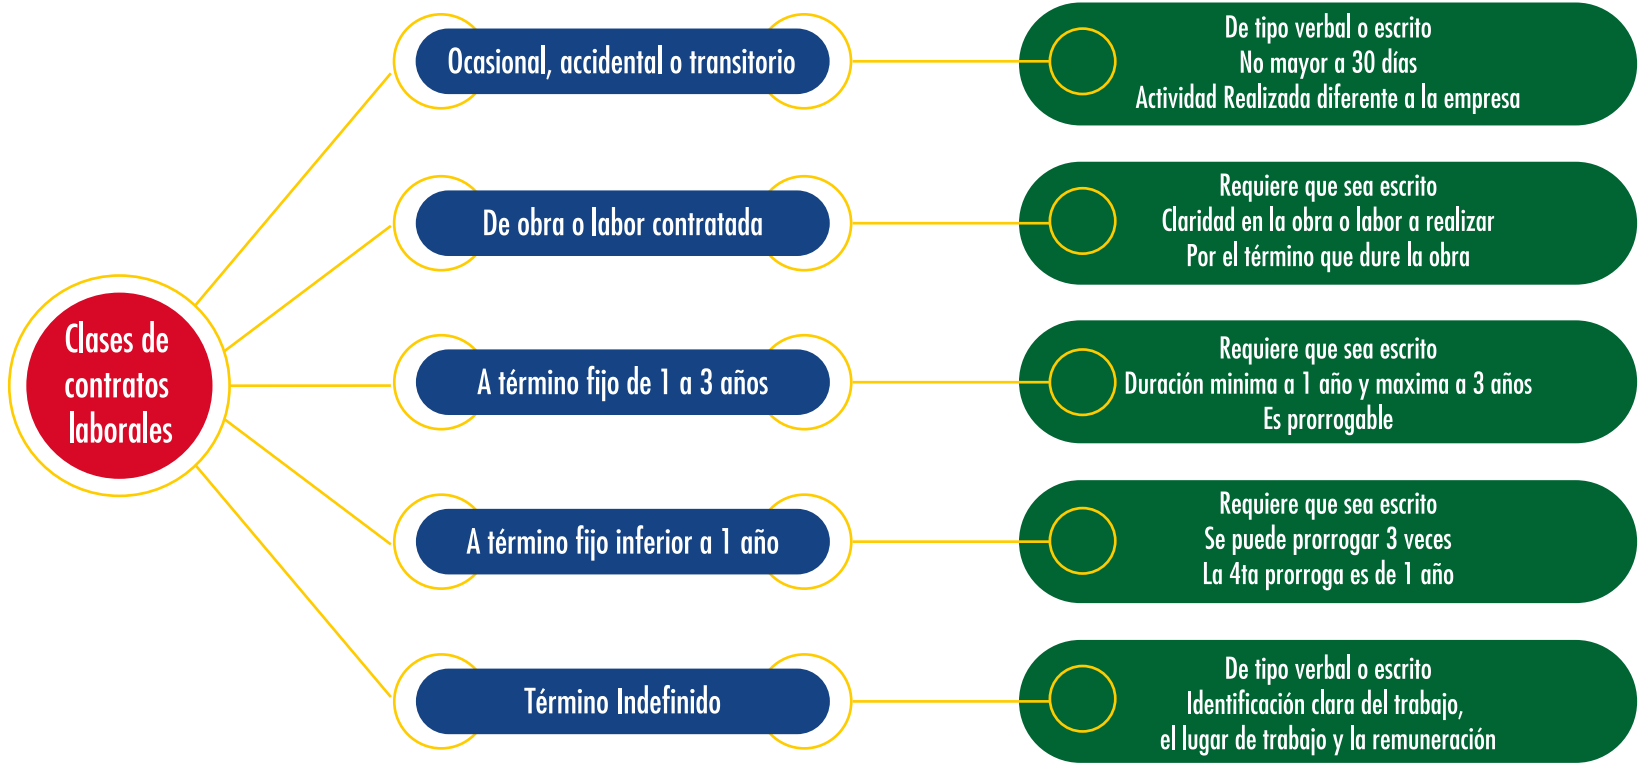 Clases de
contratos
laborales
Ocasional, accidental o transitorio
De tipo verbal o escrito
No mayor a 30 días
Actividad Realizada diferente a la empresa
De obra o labor contratada
Requiere que sea escrito
Claridad en la obra o labor a realizar
Por el término que dure la obra
A término fijo de 1 a 3 años
Requiere que sea escrito
Duración minima a 1 año y maxima a 3 años
Es prorrogable
A término fijo inferior a 1 año
Requiere que sea escrito
Se puede prorrogar 3 veces
La 4ta prorroga es de 1 año
Término Indefinido
De tipo verbal o escrito
Identificación clara del trabajo,
el lugar de trabajo y la remuneración